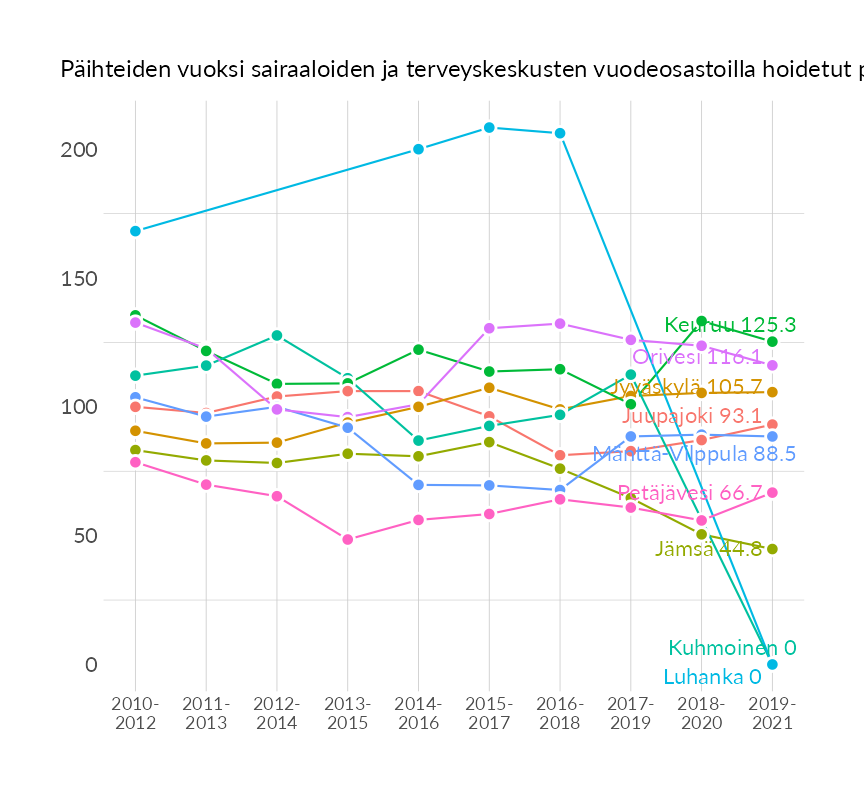 Päihteiden vuoksi sairaaloiden ja terveyskeskusten vuodeosastoilla hoidetut
200
150
100
50
0
Keuruu 125.3
Orivesi 116.1
Jyväskylä 105.7
Juupajoki 93.1
Mänttä-Vilppula 88.5
Petäjävesi 66.7
Jämsä 44.8
Kuhmoinen 0
Luhanka 0
2010-2012 2011-2013 2012-2014 2013-2015 2014-2016 2015-2017 2016-2018 2017-2019 2018-2020 2019-2021